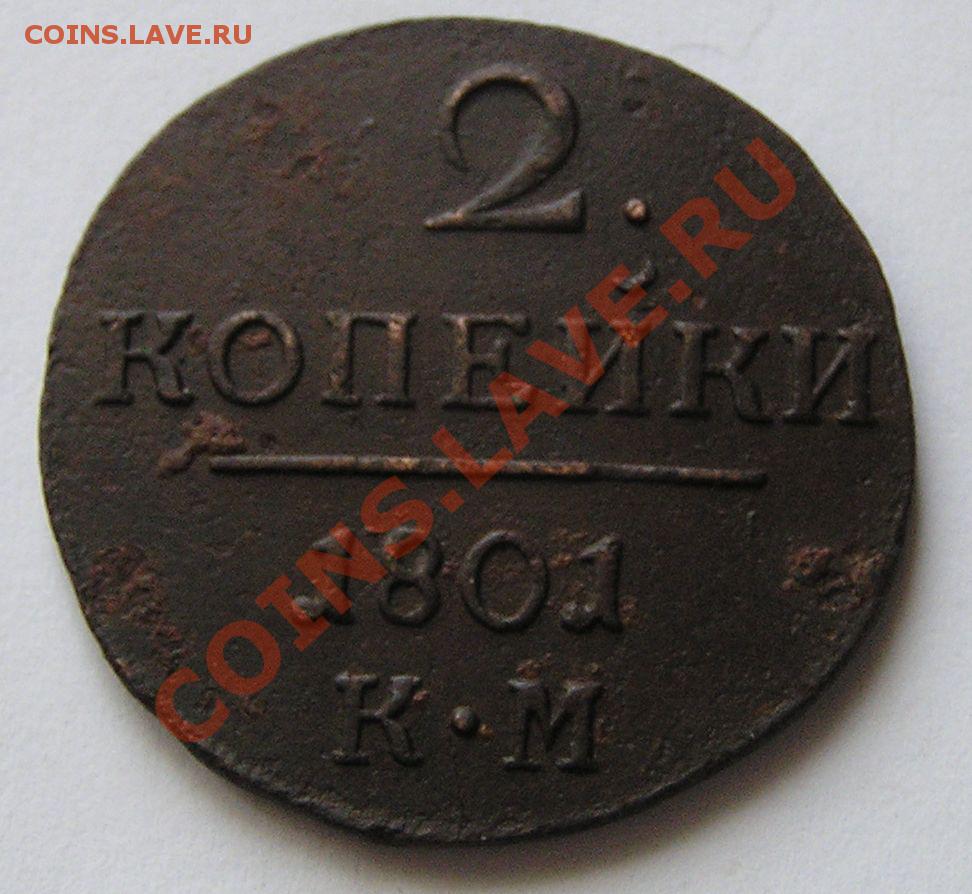 COINS.LAVE.RU
2.
КОПЕЙКИ
1801
К·М
COINS.LAVE.RU